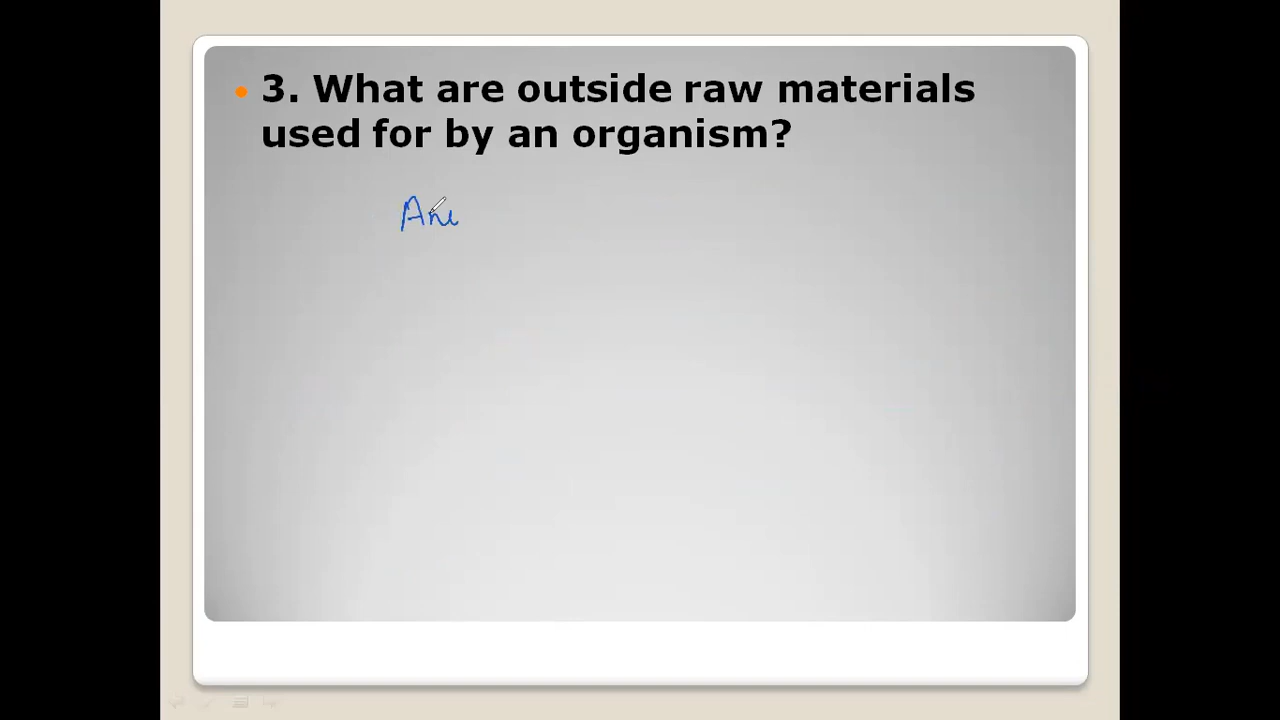 3. What are outside raw materials
used for by an organism?